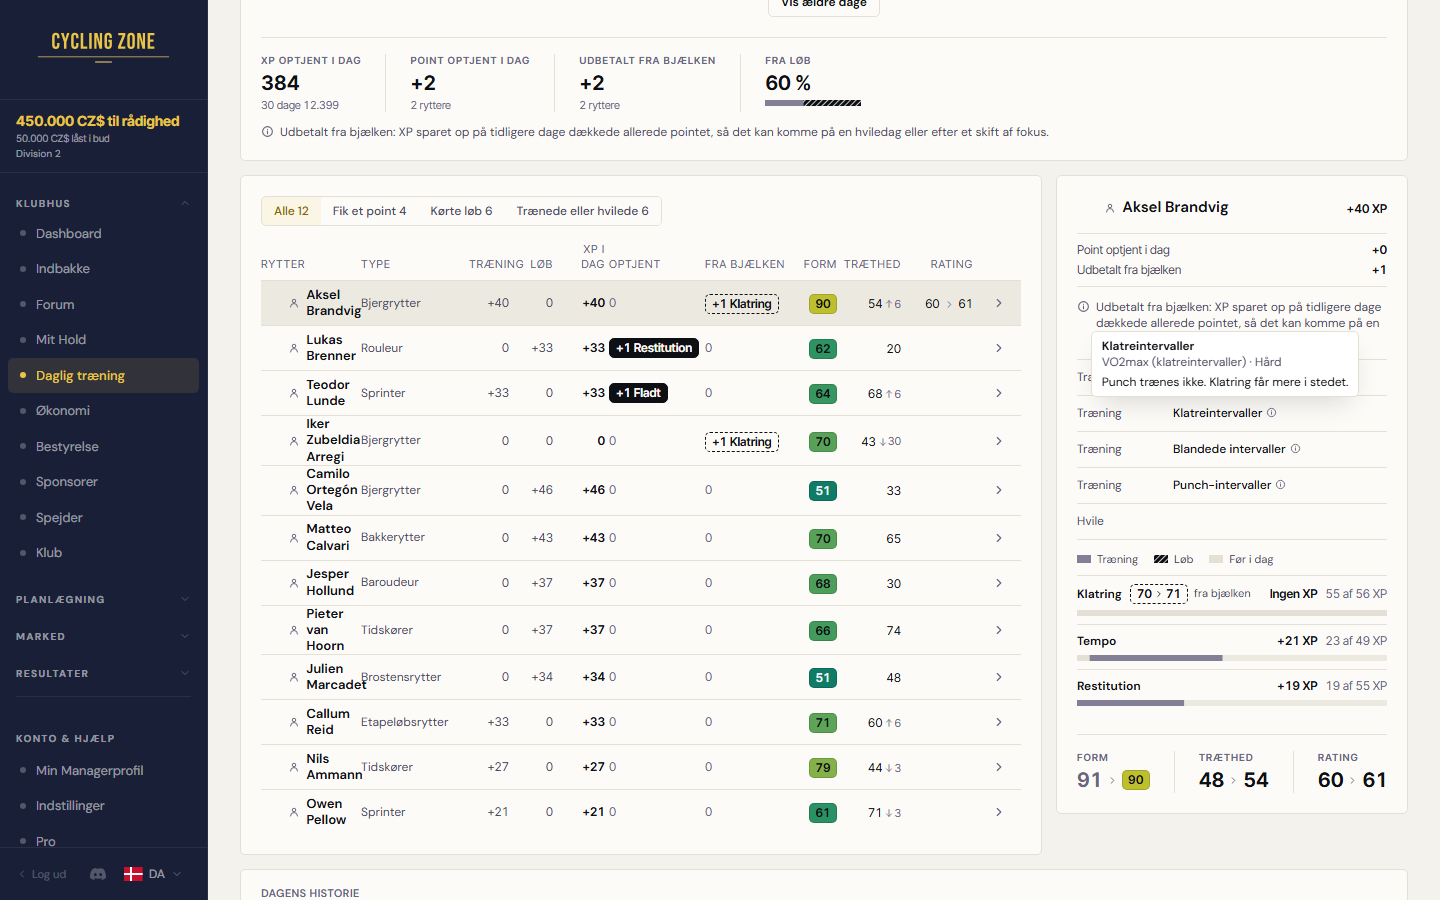 CYCLING ZONE
450.000 CZ$ til rådighed
50.000 CZ$ låst i bud
Division 2
KLUBHUS
Dashboard
Indbakke
Forum
Mit Hold
Daglig træning
Økonomi
Bestyrelse
Sponsorer
Spejder
Klub
PLANLÆGNING
MARKED
RESULTATER
KONTO & HJÆLP
Min Managerprofil
Indstillinger
Pro
Log ud
DA
Vis ældre dage
XP OPTJENT I DAG
384
30 dage 12.399
POINT OPTJENT I DAG
+2
2 ryttere
UDBETALT FRA BJÆLKEN
+2
2 ryttere
FRA LØB
60 %
Udbetalt fra bjælken: XP sparet op på tidligere dage dækkede allerede pointet, så det kan komme på en hviledag eller efter et skift af fokus.
Alle 12 Fik et point 4 Kørte løb 6 Trænede eller hvilede 6
RYTTER TYPE TRÆNING LØB XP I DAG OPTJENT FRA BJÆLKEN FORM TRÆTHED RATING
Aksel Brandvig Bjergrytter +40 0 +40 0 +1 Klatring 90 54 ↑6 60 › 61
Lukas Brenner Rouleur 0 +33 +33 +1 Restitution 0 62 20
Teodor Lunde Sprinter +33 0 +33 +1 Fladt 0 64 68 ↑6
Iker Zubeldia Arregi Bjergrytter 0 0 0 0 +1 Klatring 70 43 ↓30
Camilo Ortegón Vela Bjergrytter 0 +46 +46 0 0 51 33
Matteo Calvari Bakkerytter 0 +43 +43 0 0 70 65
Jesper Hollund Baroudeur 0 +37 +37 0 0 68 30
Pieter van Hoorn Tidskører 0 +37 +37 0 0 66 74
Julien Marcadet Brostensrytter 0 +34 +34 0 0 51 48
Callum Reid Etapeløbsrytter +33 0 +33 0 0 71 60 ↑6
Nils Ammann Tidskører +27 0 +27 0 0 79 44 ↓3
Owen Pellow Sprinter +21 0 +21 0 0 61 71 ↓3
Aksel Brandvig +40 XP
Point optjent i dag +0
Udbetalt fra bjælken +1
Udbetalt fra bjælken: XP sparet op på tidligere dage
dækkede allerede pointet, så det kan komme på en
Klatreintervaller
VO2max (klatreintervaller) · Hård
Punch trænes ikke. Klatring får mere i stedet.
Træning Klatreintervaller
Træning Blandede intervaller
Træning Punch-intervaller
Hvile
Træning Løb Før i dag
Klatring 70 › 71 fra bjælken Ingen XP 55 af 56 XP
Tempo +21 XP 23 af 49 XP
Restitution +19 XP 19 af 55 XP
FORM TRÆTHED RATING
91 › 90 48 › 54 60 › 61
DAGENS HISTORIE